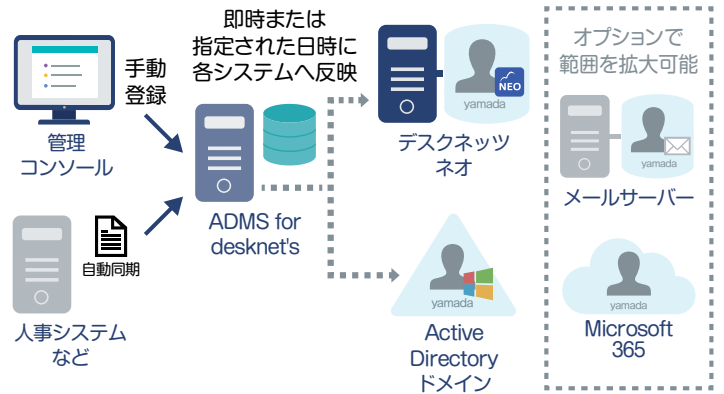 即時または
指定された日時に
各システムへ反映
手動
登録
管理
コンソール
自動同期
人事システム
など
ADMS for
desknet's
NEO
yamada
デスクネッツ
ネオ
yamada
Active
Directory
ドメイン
オプションで
範囲を拡大可能
yamada
メールサーバー
yamada
Microsoft
365